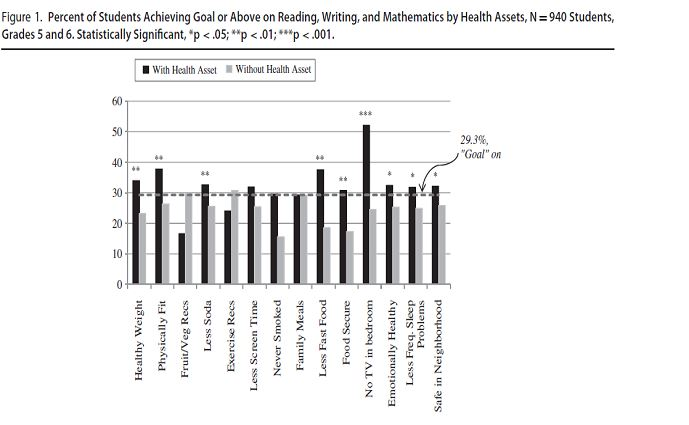 Figure 1. Percent of Students Achieving Goal or Above on Reading, Writing, and Mathematics by Health Assets, N = 940 Students,
Grades 5 and 6. Statistically Significant, *p < .05; **p < .01; ***p < .001.
With Health Asset Without Health Asset
60
50
40
30
20
10
0
** ** ** ** ** *** * * *
29.3%,
"Goal" on
Healthy Weight
Physically Fit
Fruit/Veg Recs
Less Soda
Exercise Recs
Less Screen Time
Never Smoked
Family Meals
Less Fast Food
Food Secure
No TV in bedroom
Emotionally Healthy
Less Freq. Sleep
Problems
Safe in Neighborhood